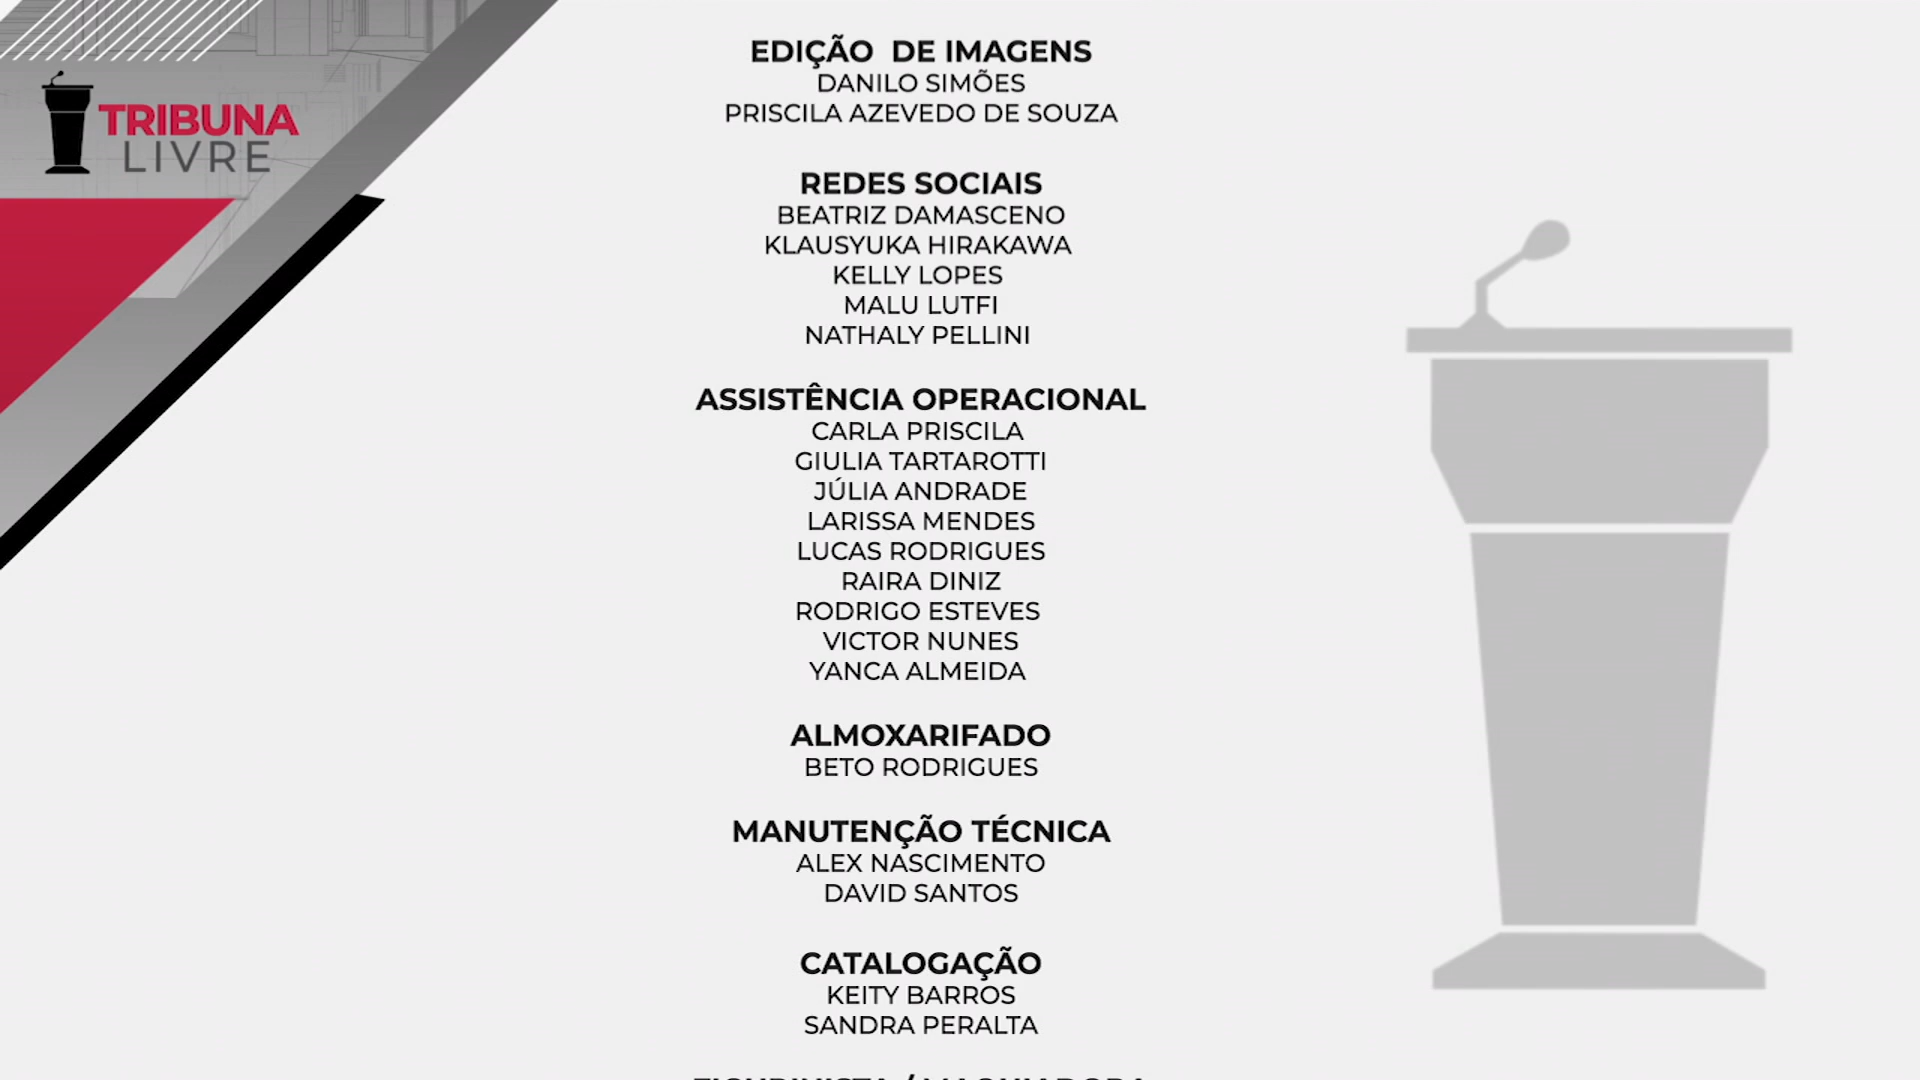 TRIBUNA
LIVRE
EDIÇÃO DE IMAGENS
DANILO SIMÕES
PRISCILA AZEVEDO DE SOUZA
REDES SOCIAIS
BEATRIZ DAMASCENO
KLAUSYUKA HIRAKAWA
KELLY LOPES
MALU LUTFI
NATHALY PELLINI
ASSISTÊNCIA OPERACIONAL
CARLA PRISCILA
GIULIA TARTAROTTI
JÚLIA ANDRADE
LARISSA MENDES
LUCAS RODRIGUES
RAIRA DINIZ
RODRIGO ESTEVES
VICTOR NUNES
YANCA ALMEIDA
ALMOXARIFADO
BETO RODRIGUES
MANUTENÇÃO TÉCNICA
ALEX NASCIMENTO
DAVID SANTOS
CATALOGAÇÃO
KEITY BARROS
SANDRA PERALTA